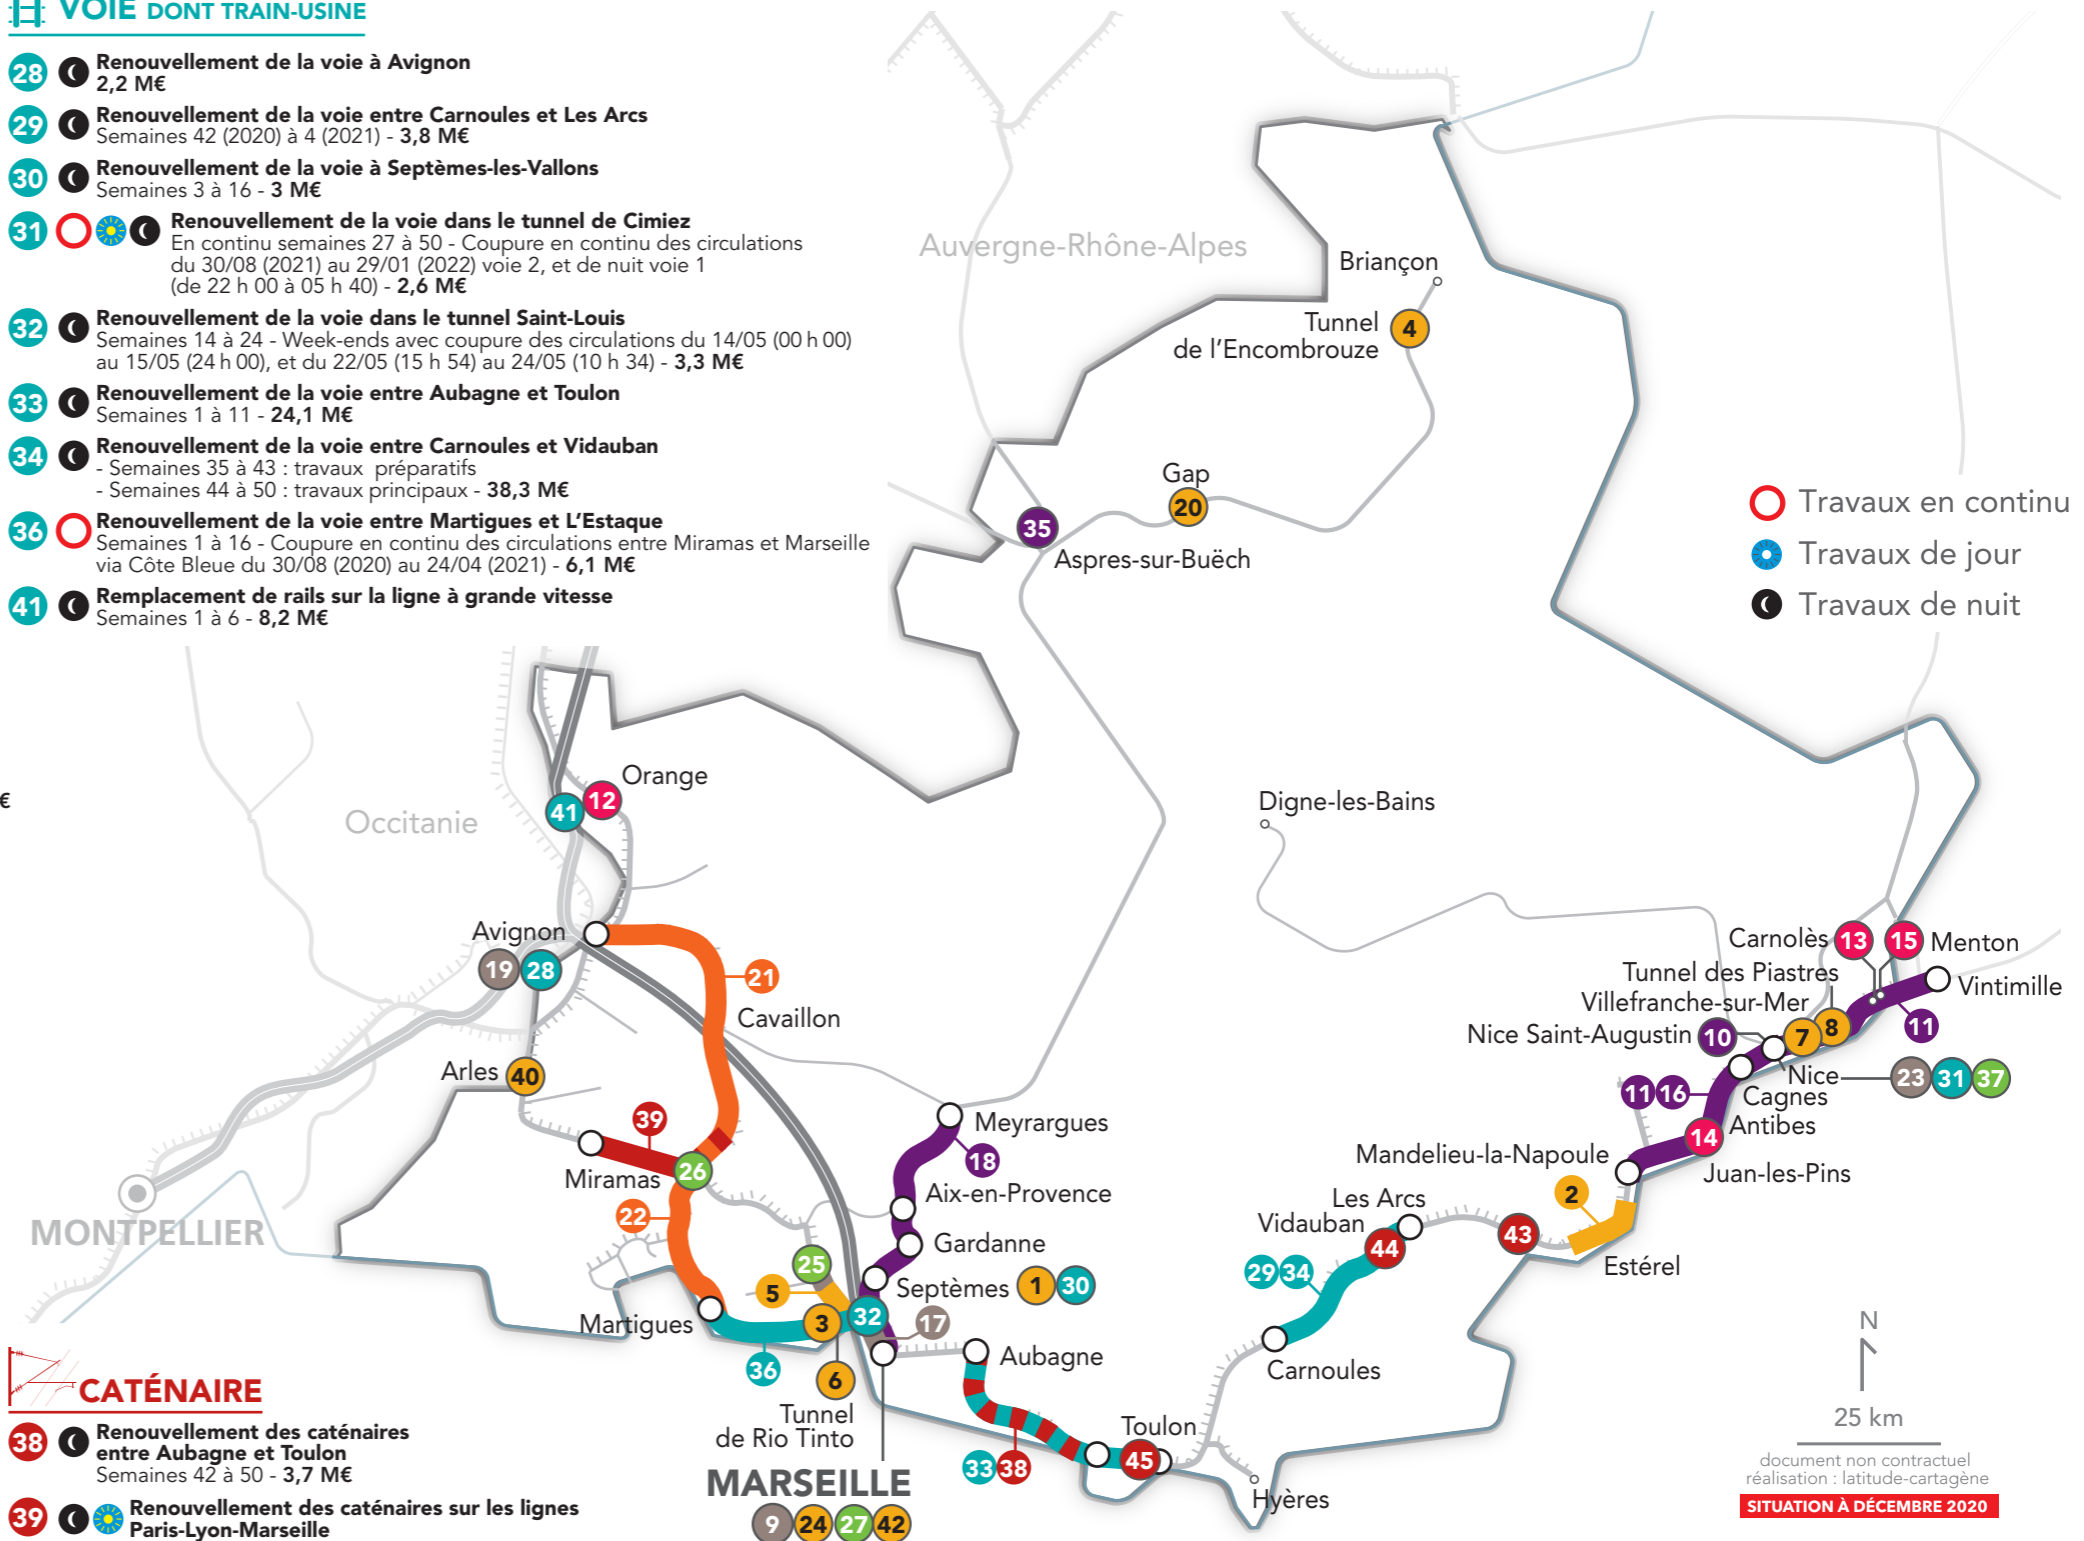 VOIE DONT TRAIN-USINE
28 Renouvellement de la voie à Avignon
2,2 M€
29 Renouvellement de la voie entre Carnoules et Les Arcs
Semaines 42 (2020) à 4 (2021) - 3,8 M€
30 Renouvellement de la voie à Septèmes-les-Vallons
Semaines 3 à 16 - 3 M€
31 Renouvellement de la voie dans le tunnel de Cimiez
En continu semaines 27 à 50 - Coupure en continu des circulations
du 30/08 (2021) au 29/01 (2022) voie 2, et de nuit voie 1
(de 22 h 00 à 05 h 40) - 2,6 M€
32 Renouvellement de la voie dans le tunnel Saint-Louis
Semaines 14 à 24 - Week-ends avec coupure des circulations du 14/05 (00 h 00)
au 15/05 (24 h 00), et du 22/05 (15 h 54) au 24/05 (10 h 34) - 3,3 M€
33 Renouvellement de la voie entre Aubagne et Toulon
Semaines 1 à 11 - 24,1 M€
34 Renouvellement de la voie entre Carnoules et Vidauban
- Semaines 35 à 43 : travaux préparatifs
- Semaines 44 à 50 : travaux principaux - 38,3 M€
36 Renouvellement de la voie entre Martigues et L'Estaque
Semaines 1 à 16 - Coupure en continu des circulations entre Miramas et Marseille
via Côte Bleue du 30/08 (2020) au 24/04 (2021) - 6,1 M€
41 Remplacement de rails sur la ligne à grande vitesse
Semaines 1 à 6 - 8,2 M€
€
Auvergne-Rhône-Alpes
Briançon
Tunnel
de l'Encombrouze
4
Gap
20
35
Aspres-sur-Buëch
Travaux en continu
Travaux de jour
Travaux de nuit
Orange
41 12
Occitanie
Digne-les-Bains
Avignon
19 28
21
Cavaillon
Arles 40
39
Miramas
26
22
MONTPELLIER
Martigues
25
5
3
32
36
6
Tunnel
de Rio Tinto
17
Meyrargues
18
Aix-en-Provence
Gardanne
Septèmes 1 30
Aubagne
33 38
Toulon
45
Hyères
MARSEILLE
9 24 27 42
Carnoules
29 34
Vidauban
44
Les Arcs
43
2
Estérel
Mandelieu-la-Napoule
Juan-les-Pins
14
Antibes
11 16
Cagnes
Nice 23 31 37
Nice Saint-Augustin 10
Villefranche-sur-Mer 7
Tunnel des Piastres 8
Carnolès 13
15 Menton
Vintimille
11
CATÉNAIRE
38 Renouvellement des caténaires
entre Aubagne et Toulon
Semaines 42 à 50 - 3,7 M€
39 Renouvellement des caténaires sur les lignes
Paris-Lyon-Marseille
N
25 km
document non contractuel
réalisation : latitude-cartagène
SITUATION À DÉCEMBRE 2020